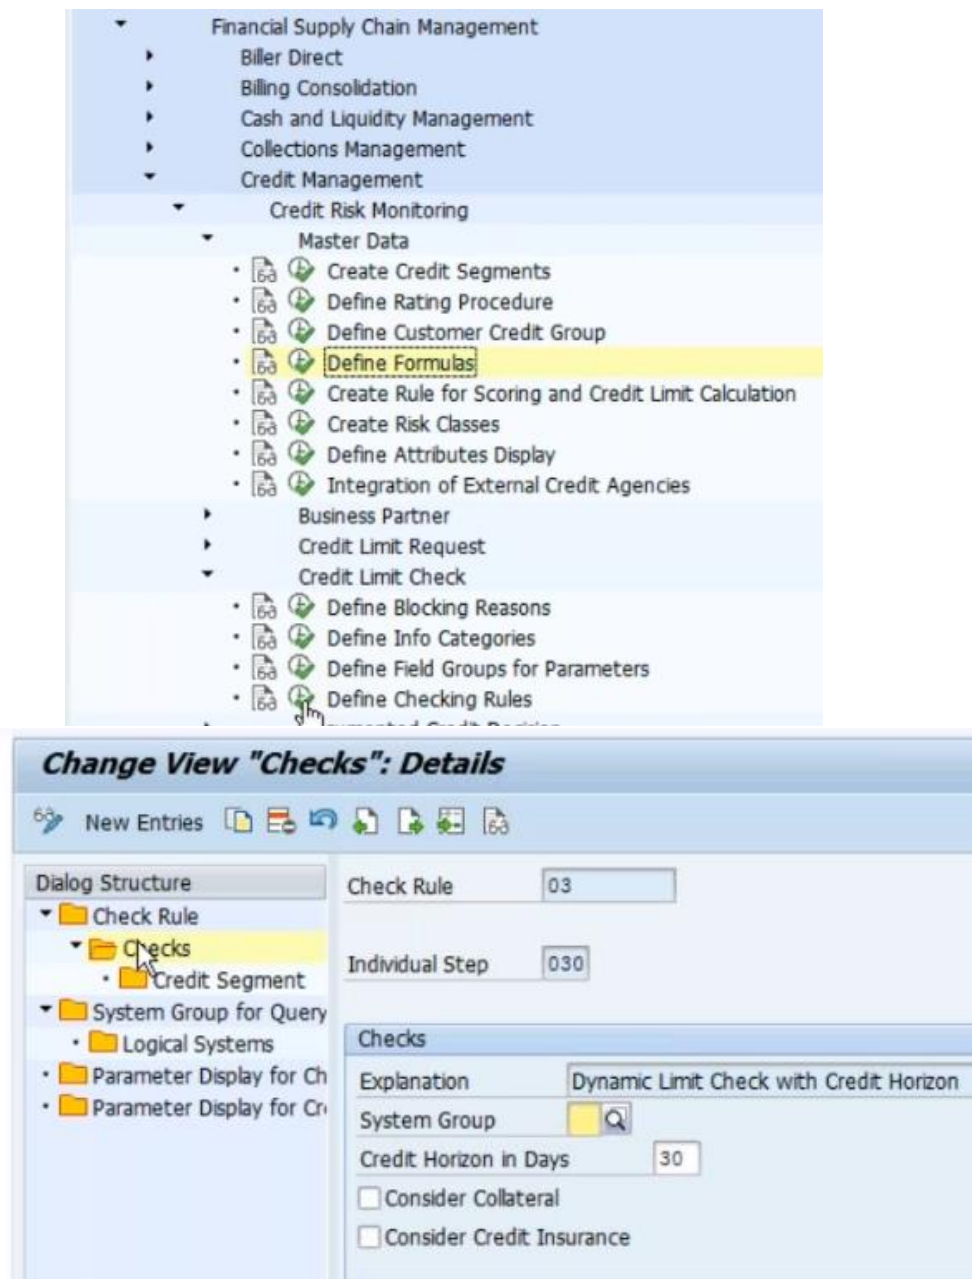 Financial Supply Chain Management
Biller Direct
Billing Consolidation
Cash and Liquidity Management
Collections Management
Credit Management
Credit Risk Monitoring
Master Data
Create Credit Segments
Define Rating Procedure
Define Customer Credit Group
Define Formulas
Create Rule for Scoring and Credit Limit Calculation
Create Risk Classes
Define Attributes Display
Integration of External Credit Agencies
Business Partner
Credit Limit Request
Credit Limit Check
Define Blocking Reasons
Define Info Categories
Define Field Groups for Parameters
Define Checking Rules
Change View "Checks": Details
New Entries
Dialog Structure
Check Rule
Checks
Credit Segment
System Group for Query
Logical Systems
Parameter Display for Ch
Parameter Display for Cr
Check Rule 03
Individual Step 030
Checks
Explanation Dynamic Limit Check with Credit Horizon
System Group
Credit Horizon in Days 30
Consider Collateral
Consider Credit Insurance